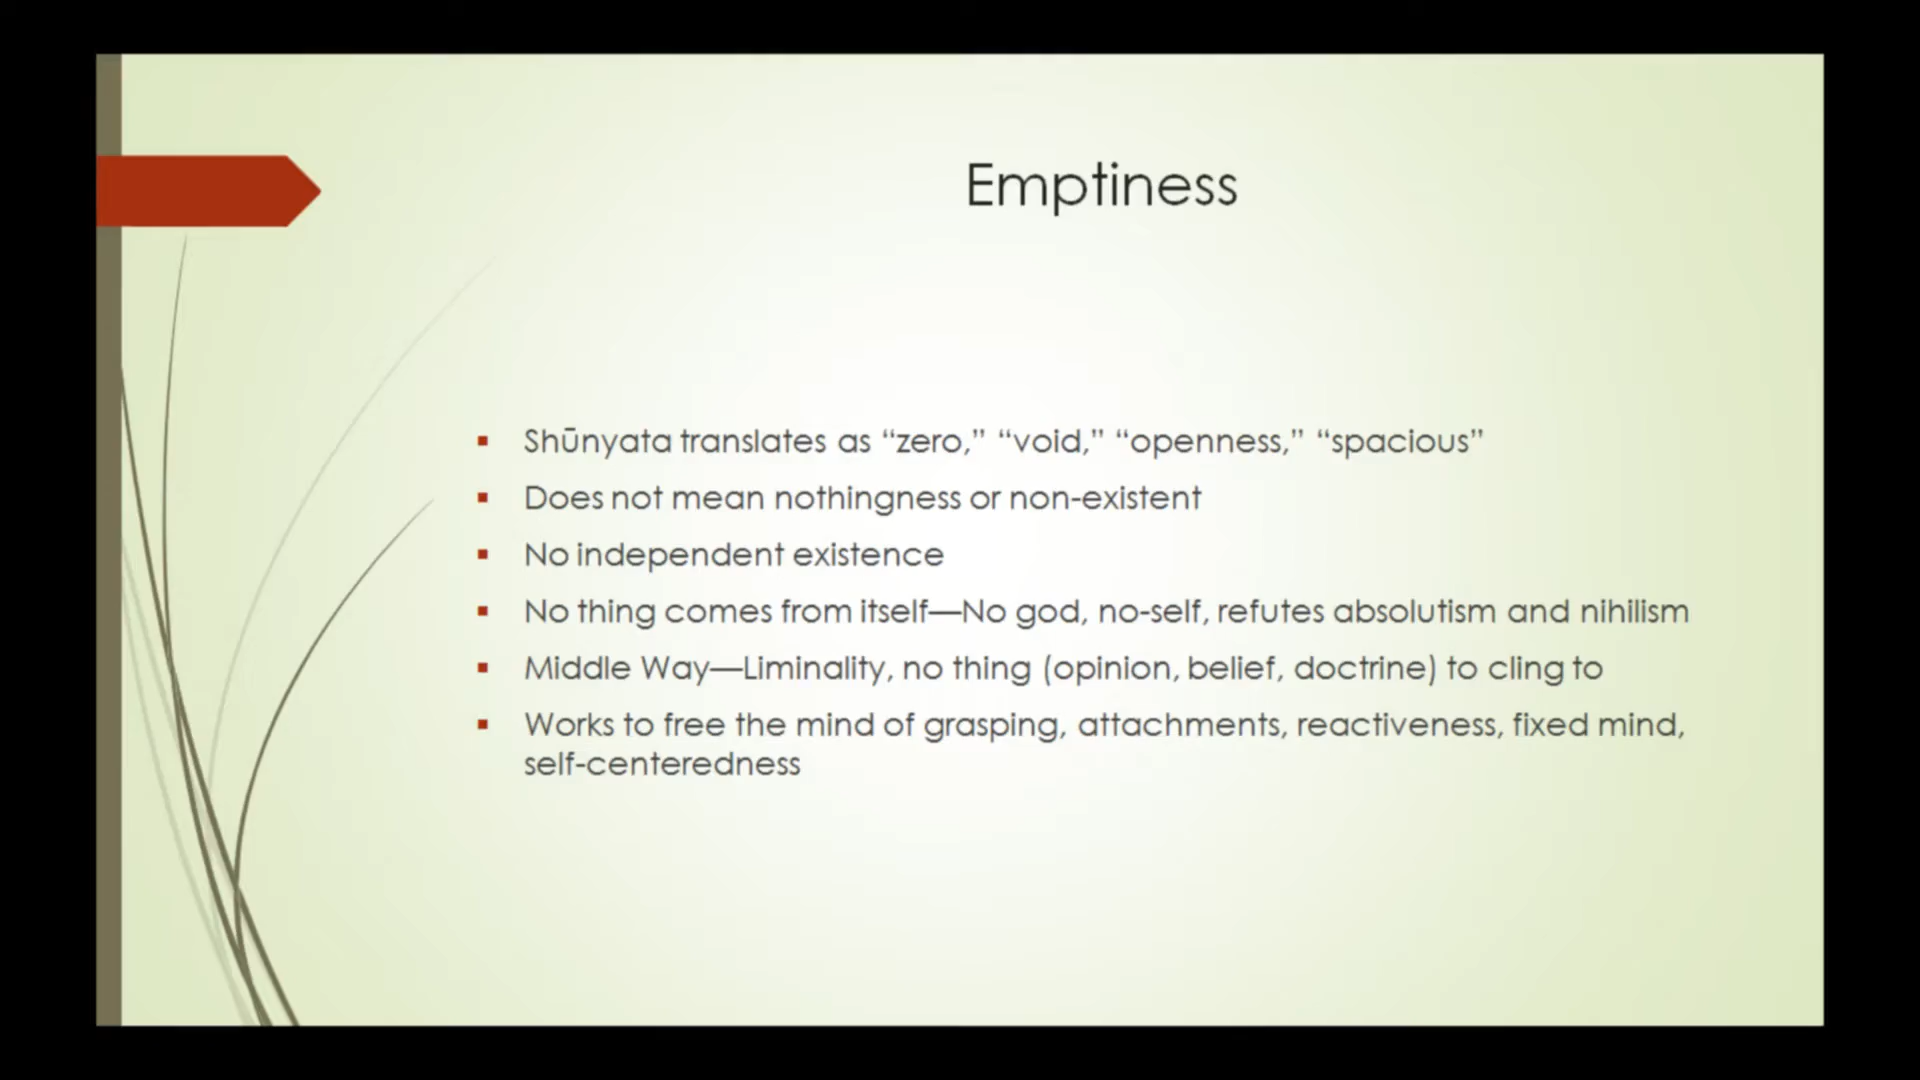 Emptiness
Shūnyata translates as “zero,” “void,” “openness,” “spacious”
Does not mean nothingness or non-existent
No independent existence
No thing comes from itself—No god, no-self, refutes absolutism and nihilism
Middle Way—Liminality, no thing (opinion, belief, doctrine) to cling to
Works to free the mind of grasping, attachments, reactiveness, fixed mind,
self-centeredness